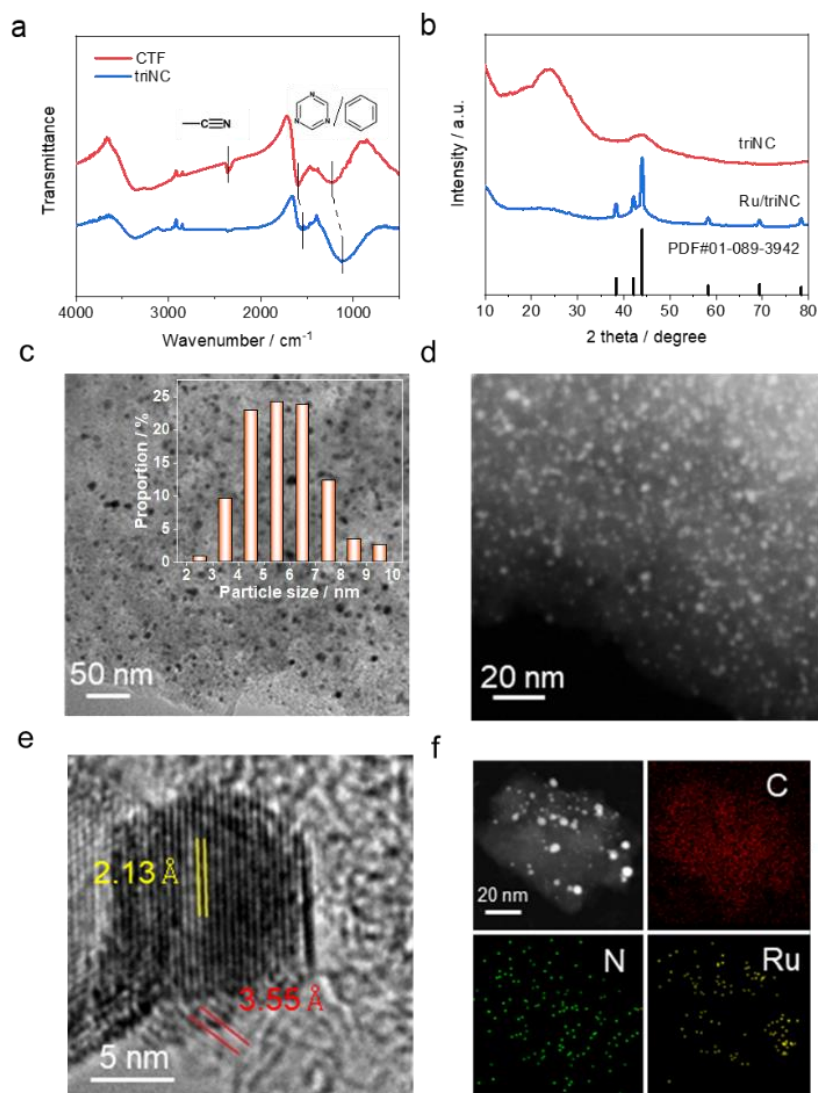 a
CTF
triNC
C≡N
N
N N
Transmittance
4000 3000 2000 1000
Wavenumber / cm⁻¹
b
triNC
Ru/triNC
PDF#01-089-3942
Intensity / a.u.
10 20 30 40 50 60 70 80
2 theta / degree
c
25
20
15
10
5
0
Proportion / %
2 3 4 5 6 7 8 9 10
Particle size / nm
50 nm
d
20 nm
e
2.13 Å
3.55 Å
5 nm
f
20 nm
C
N
Ru